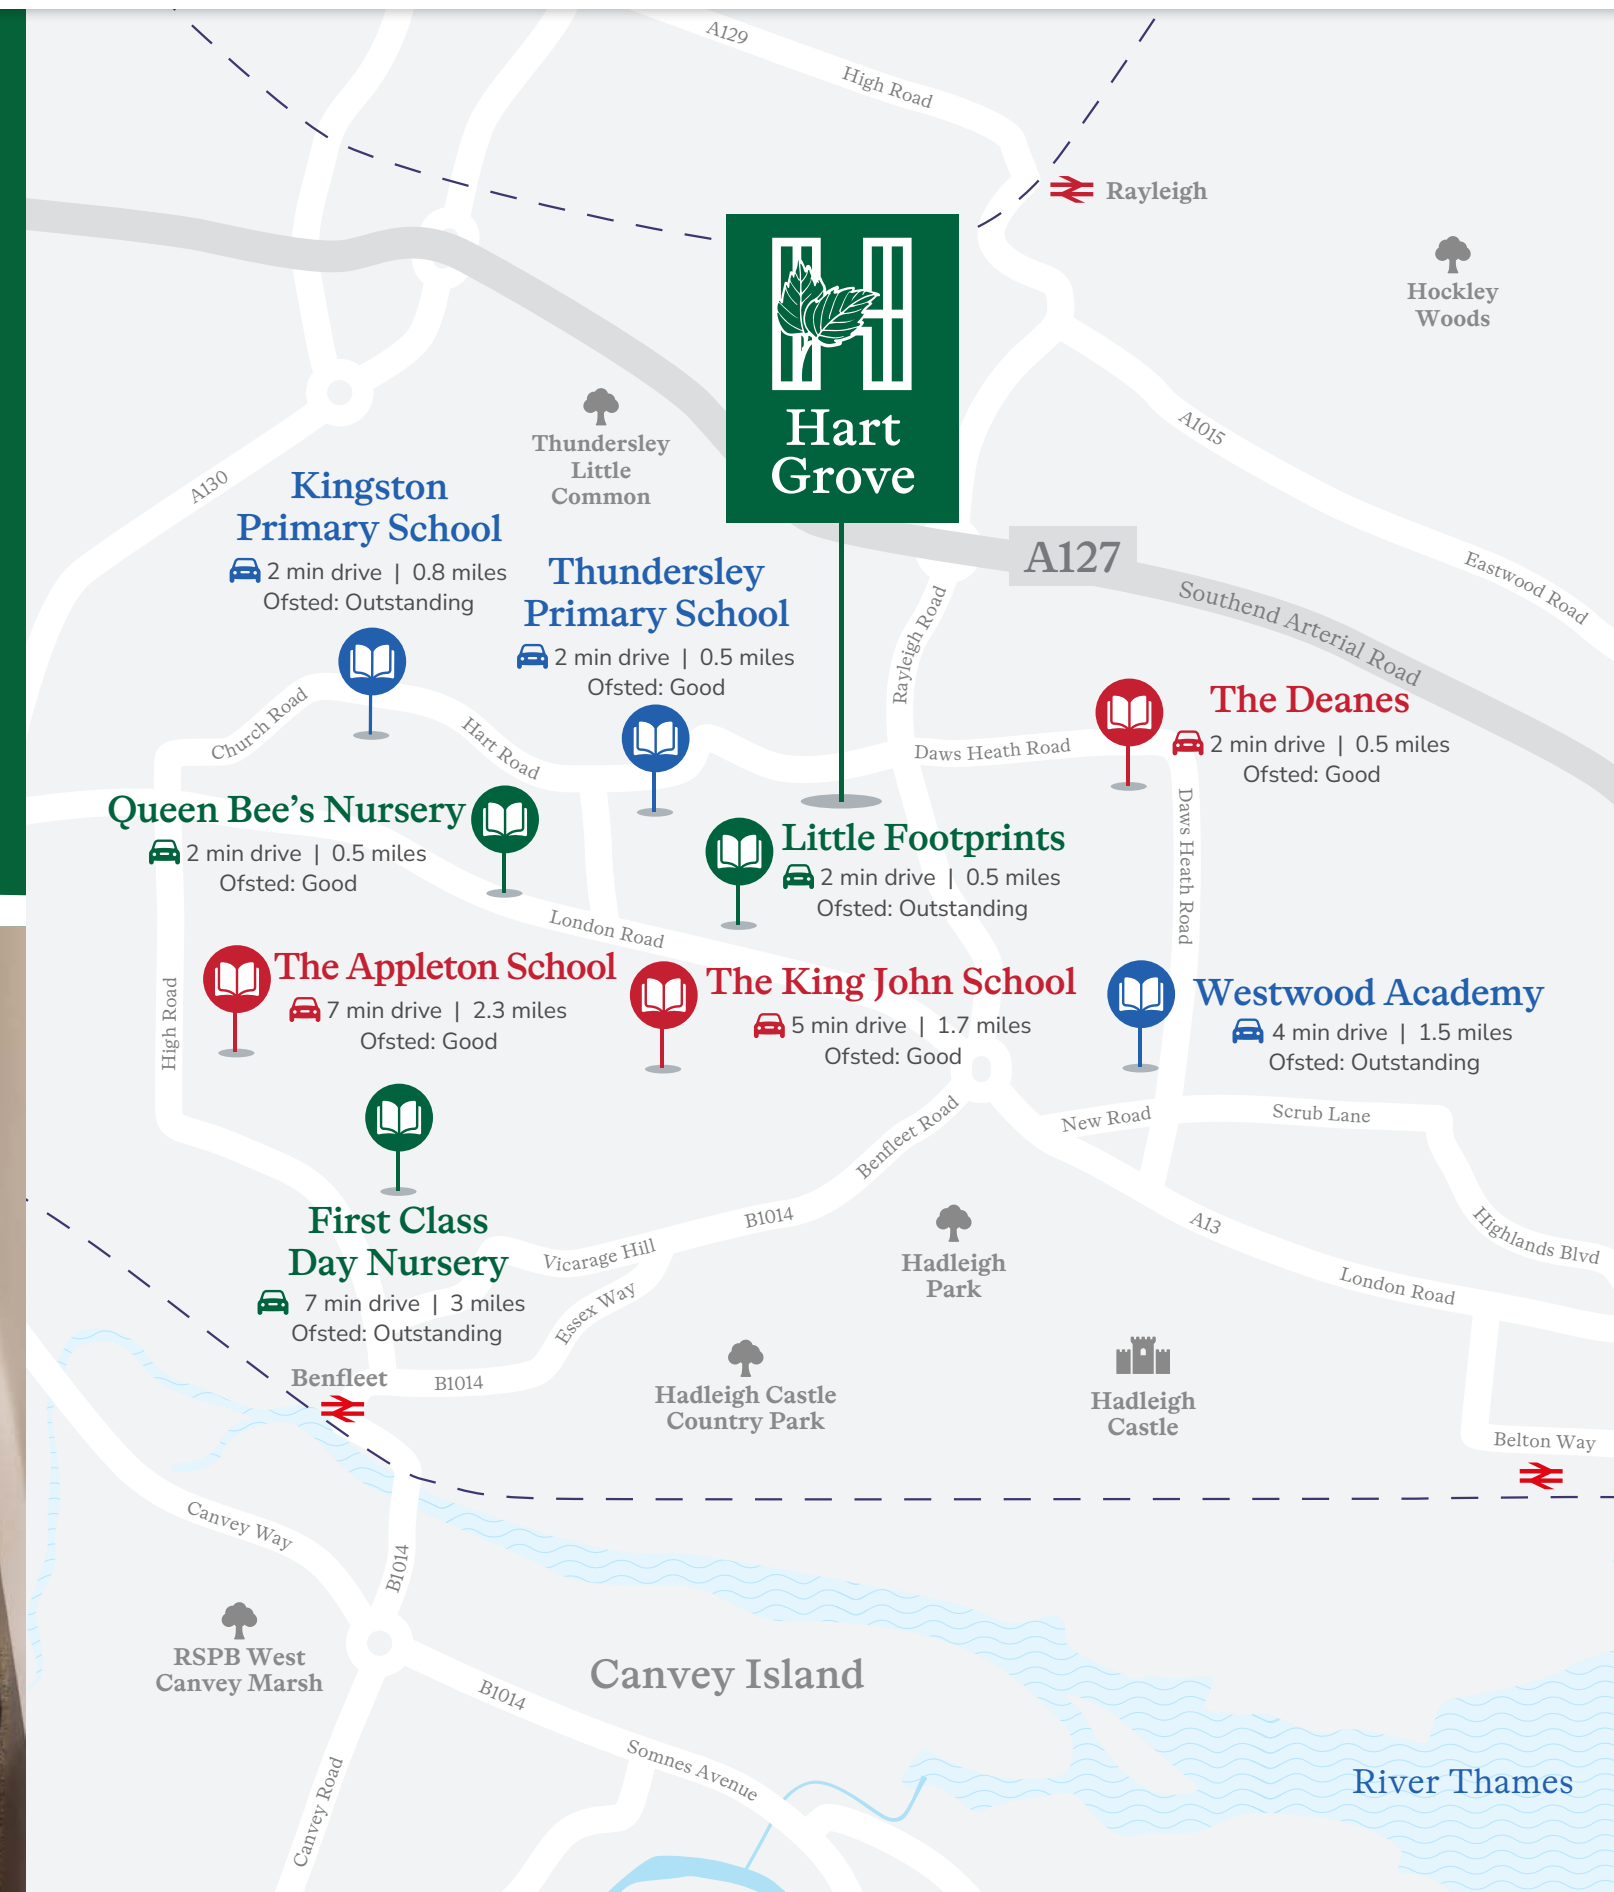 A129
High Road
Rayleigh
Hockley
Woods
Hart
Grove
Thundersley
Little
Common
A1015
A130
Kingston
Primary School
2 min drive | 0.8 miles
Ofsted: Outstanding
Thundersley
Primary School
2 min drive | 0.5 miles
Ofsted: Good
A127
Southend Arterial Road
Eastwood Road
Rayleigh Road
The Deanes
2 min drive | 0.5 miles
Ofsted: Good
Church Road
Hart Road
Daws Heath Road
Queen Bee's Nursery
2 min drive | 0.5 miles
Ofsted: Good
Little Footprints
2 min drive | 0.5 miles
Ofsted: Outstanding
Daws Heath Road
London Road
The Appleton School
7 min drive | 2.3 miles
Ofsted: Good
The King John School
5 min drive | 1.7 miles
Ofsted: Good
Westwood Academy
4 min drive | 1.5 miles
Ofsted: Outstanding
High Road
Benfleet Road
New Road
Scrub Lane
First Class
Day Nursery
7 min drive | 3 miles
Ofsted: Outstanding
Vicarage Hill
B1014
Essex Way
Hadleigh
Park
A13
Highlands Blvd
London Road
Benfleet
B1014
Hadleigh Castle
Country Park
Hadleigh
Castle
Belton Way
Canvey Way
B1014
RSPB West
Canvey Marsh
Canvey Island
B1014
Somnes Avenue
Canvey Road
River Thames